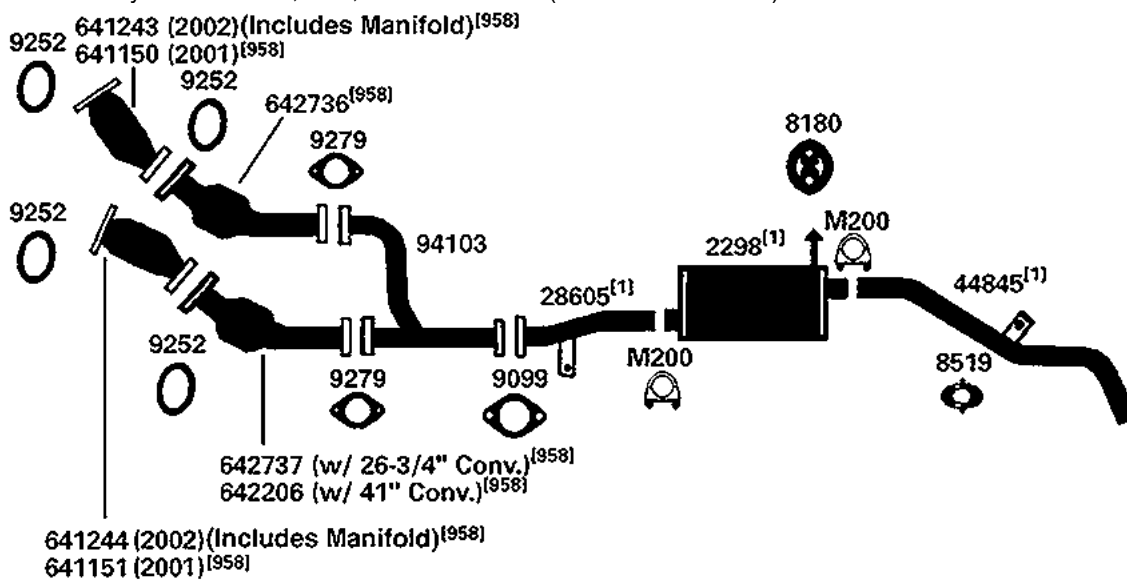 641243 (2002)(Includes Manifold)[958]
9252
641150 (2001)[958]
9252
642736[958]
9279
8180
9252
M200
94103
2298[1]
44845[1]
28605[1]
9252
M200
8519
9279
9099
642737 (w/ 26-3/4" Conv.)[958]
642206 (w/ 41" Conv.)[958]
641244 (2002)(Includes Manifold)[958]
641151 (2001)[958]